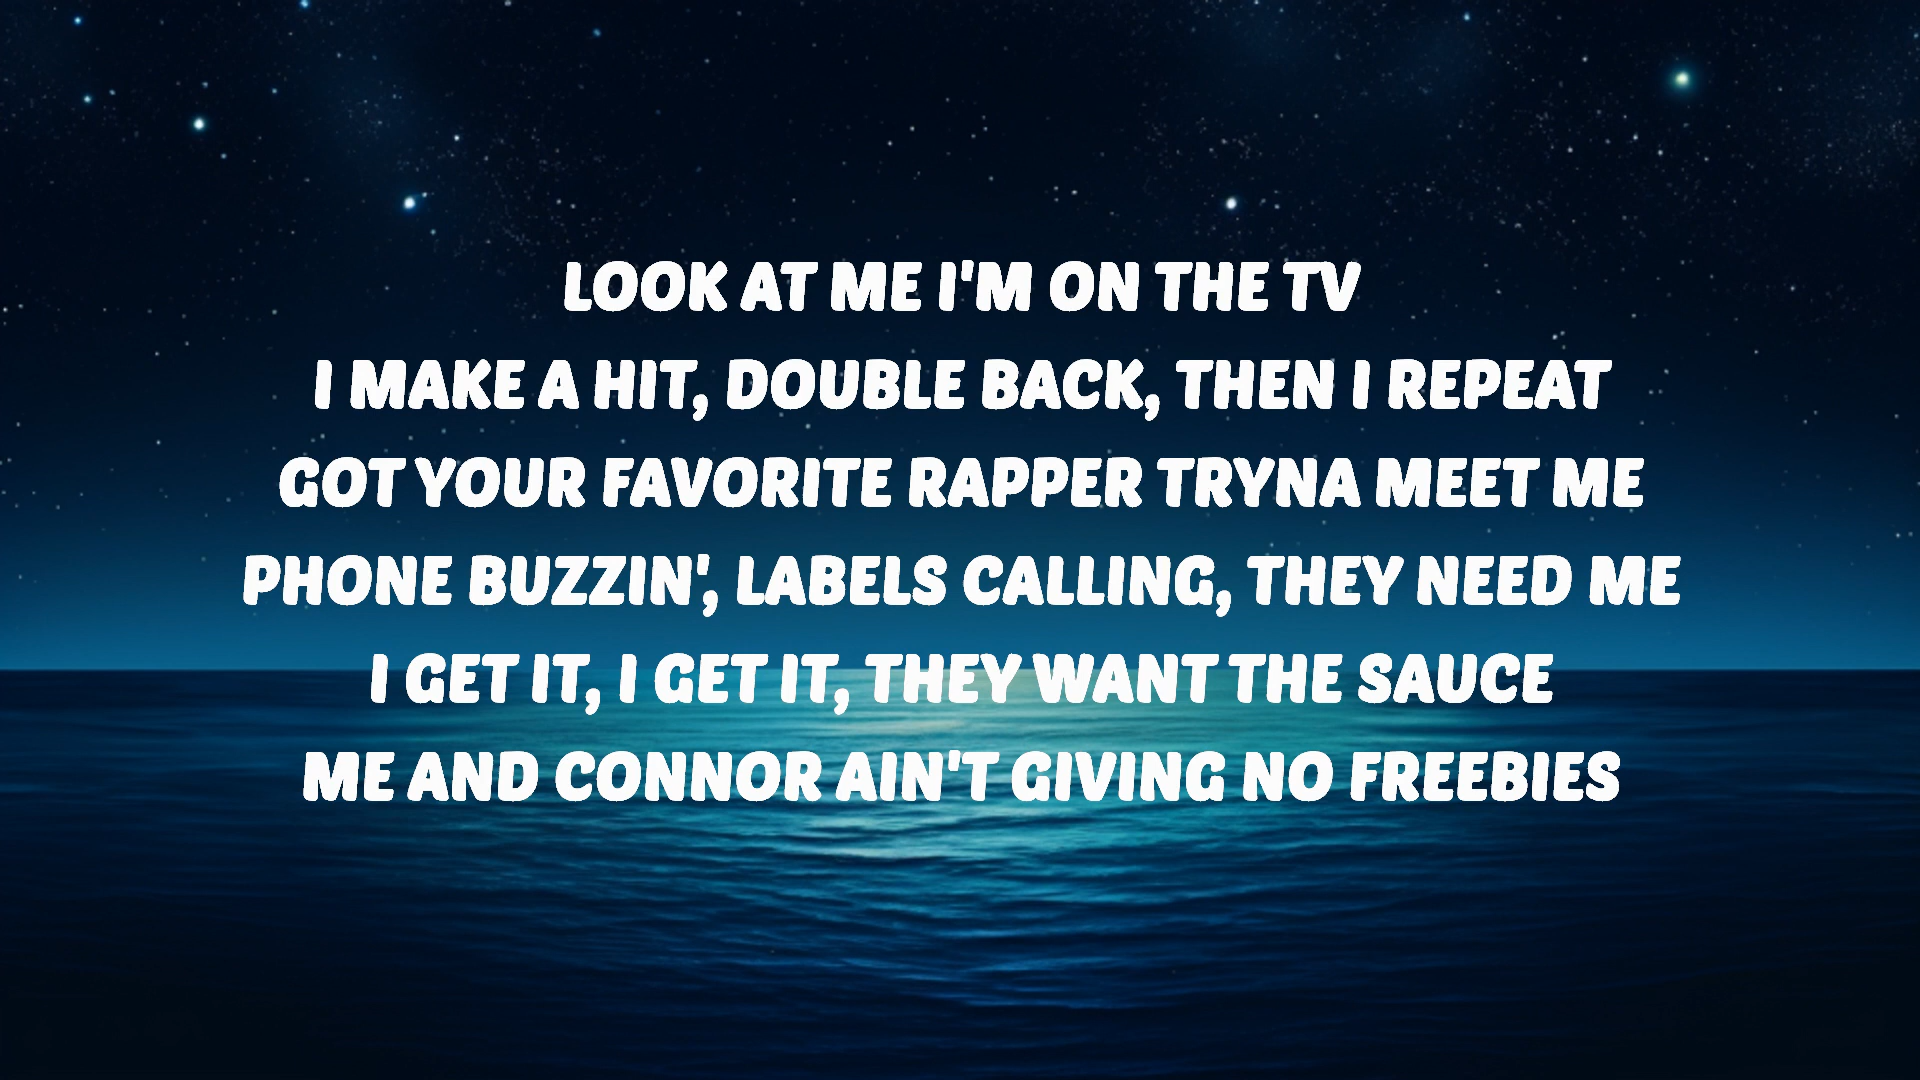 LOOK AT ME I'M ON THE TV
I MAKE A HIT, DOUBLE BACK, THEN I REPEAT
GOT YOUR FAVORITE RAPPER TRYNA MEET ME
PHONE BUZZIN', LABELS CALLING, THEY NEED ME
I GET IT, I GET IT, THEY WANT THE SAUCE
ME AND CONNOR AIN'T GIVING NO FREEBIES